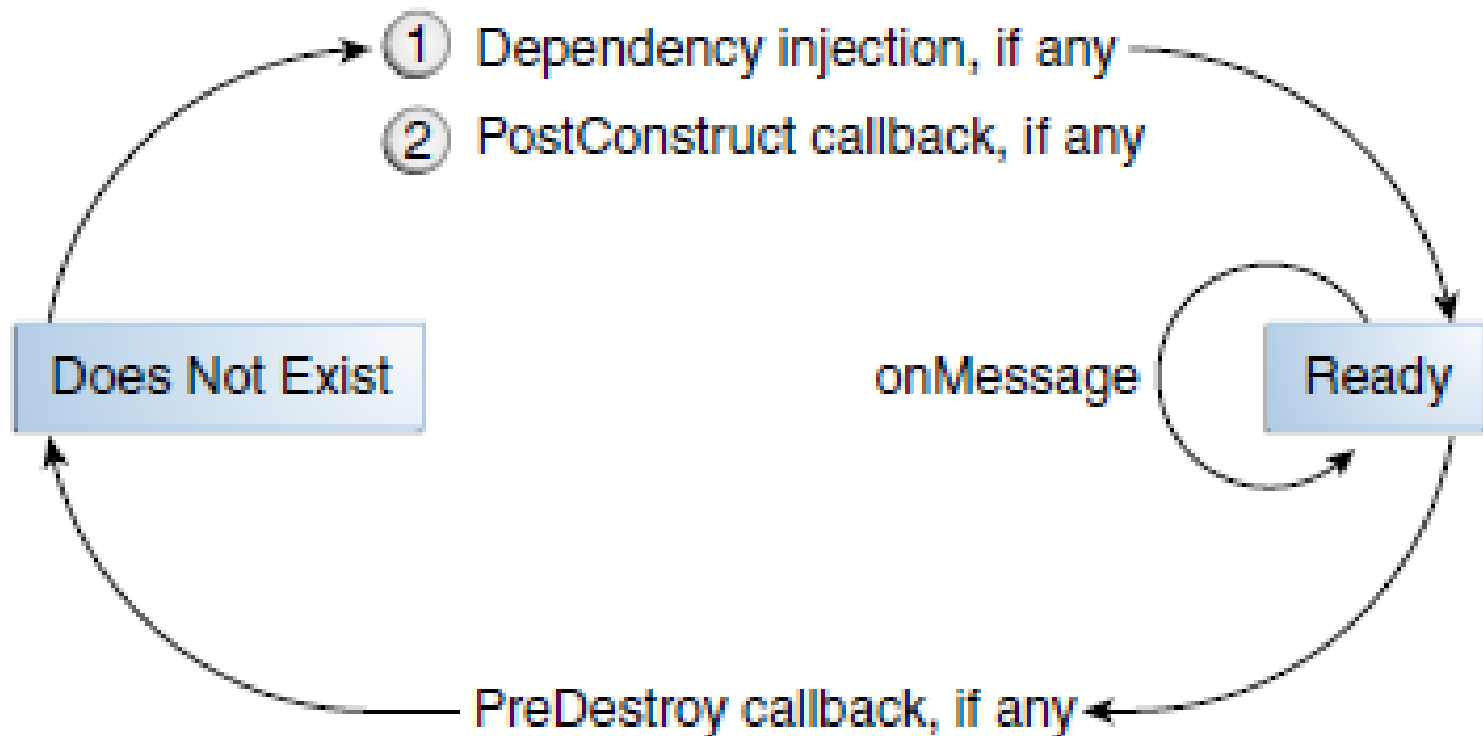 1 Dependency injection, if any
2 PostConstruct callback, if any
Does Not Exist
onMessage
Ready
PreDestroy callback, if any